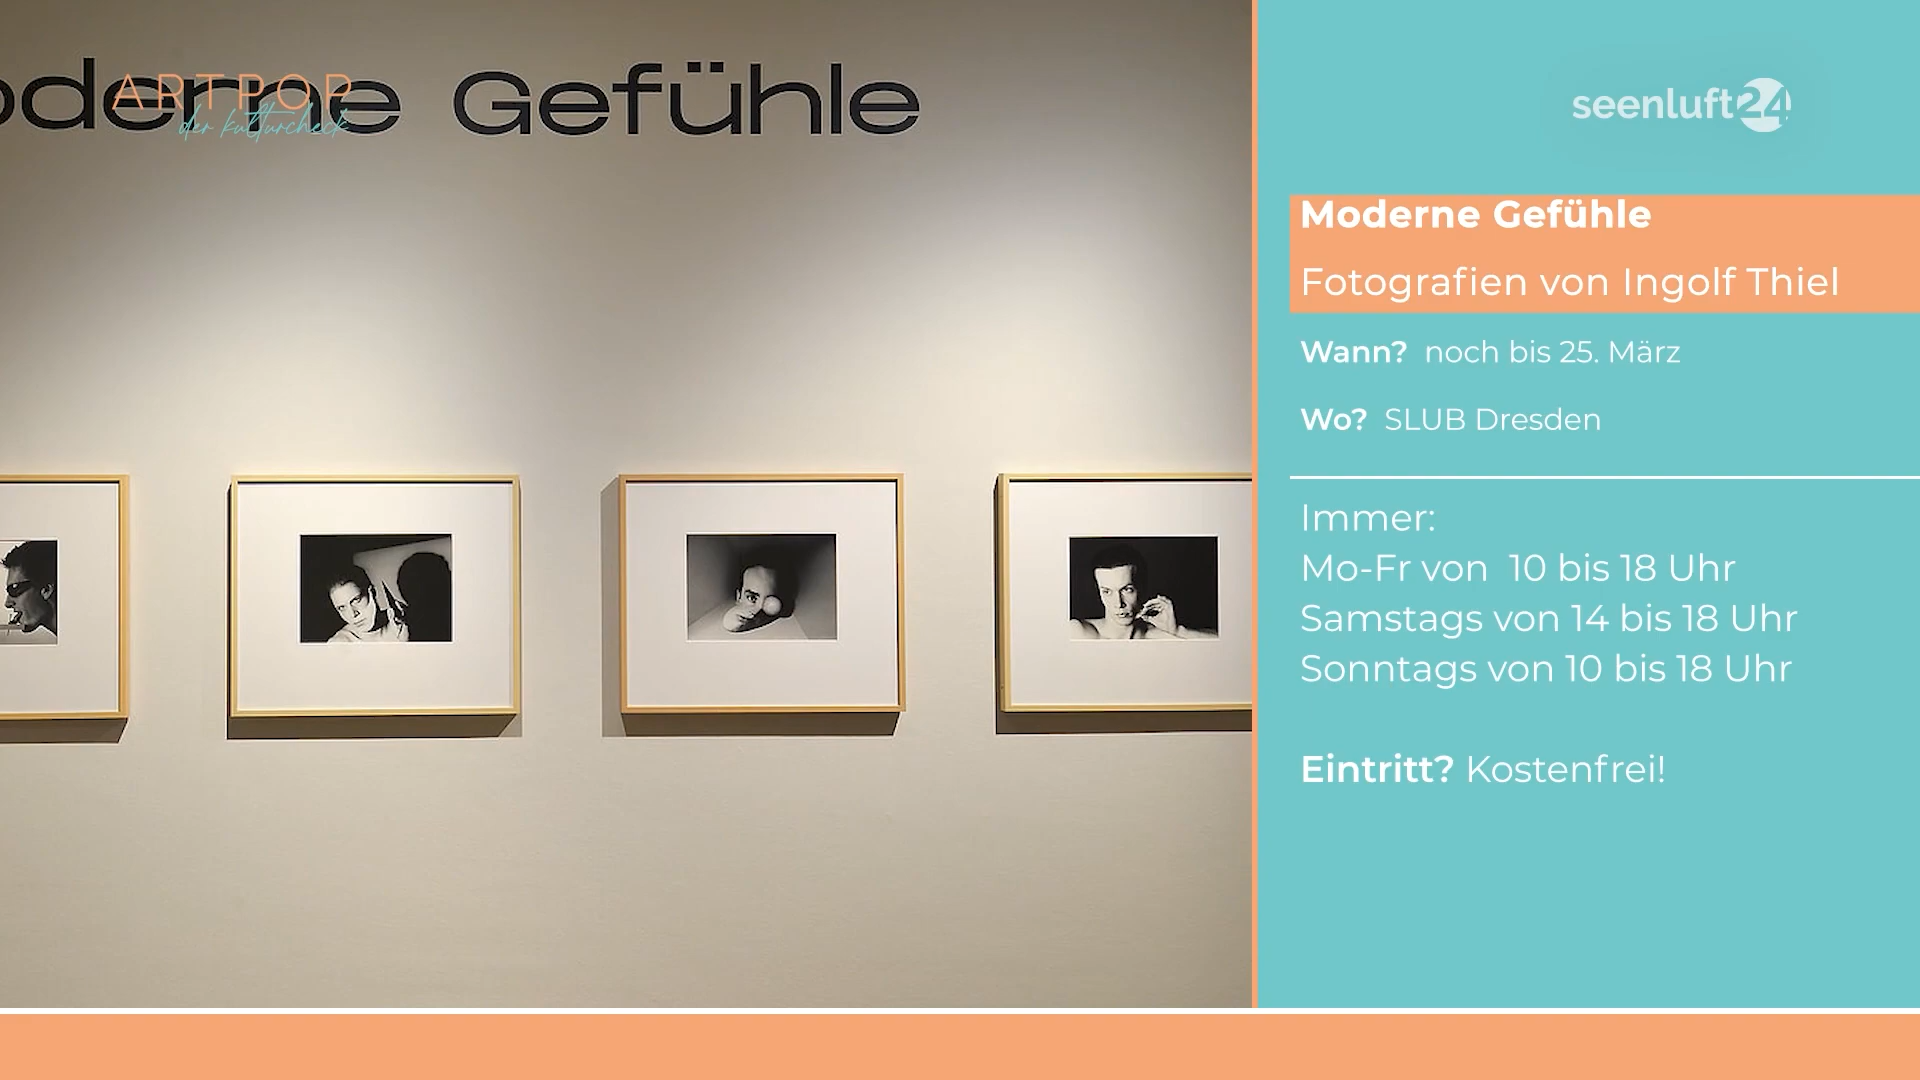 oderne Gefühle
ARTPOP
der kulturcheck
seenluft24
Moderne Gefühle
Fotografien von Ingolf Thiel
Wann? noch bis 25. März
Wo? SLUB Dresden
Immer:
Mo-Fr von 10 bis 18 Uhr
Samstags von 14 bis 18 Uhr
Sonntags von 10 bis 18 Uhr
Eintritt? Kostenfrei!